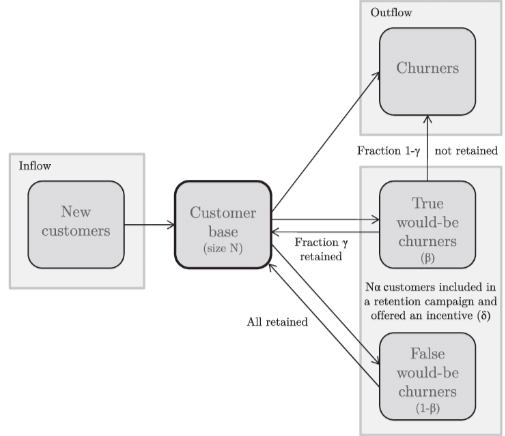 Outflow
Churners
Fraction 1-γ not retained
Inflow
New
customers
Customer
base
(size N)
True
would-be
churners
(β)
Fraction γ
retained
Nα customers included in
a retention campaign and
offered an incentive (δ)
All retained
False
would-be
churners
(1-β)